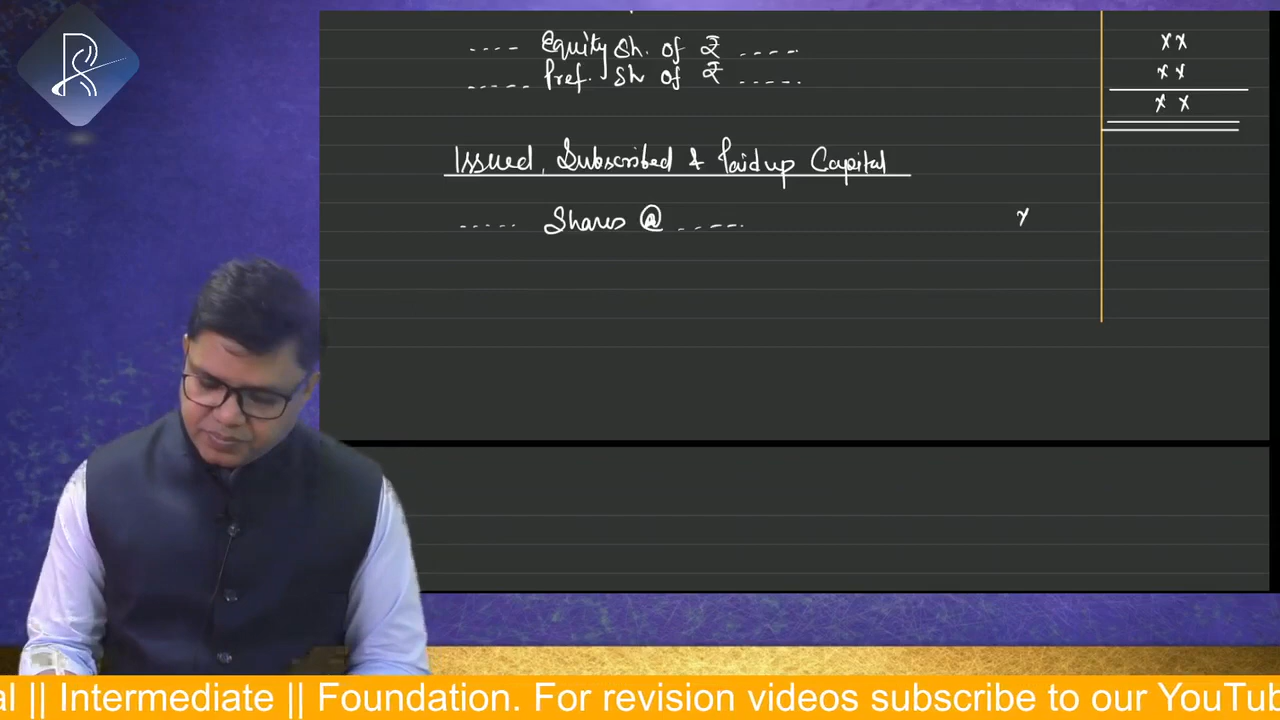 .... Equity Sh. of ₹ .....
xx
..... Pref. Sh of ₹ .....
xx
x x
Issued, Subscribed & Paidup Capital
..... Shares @ .....
x
al || Intermediate || Foundation. For revision videos subscribe to our YouTub